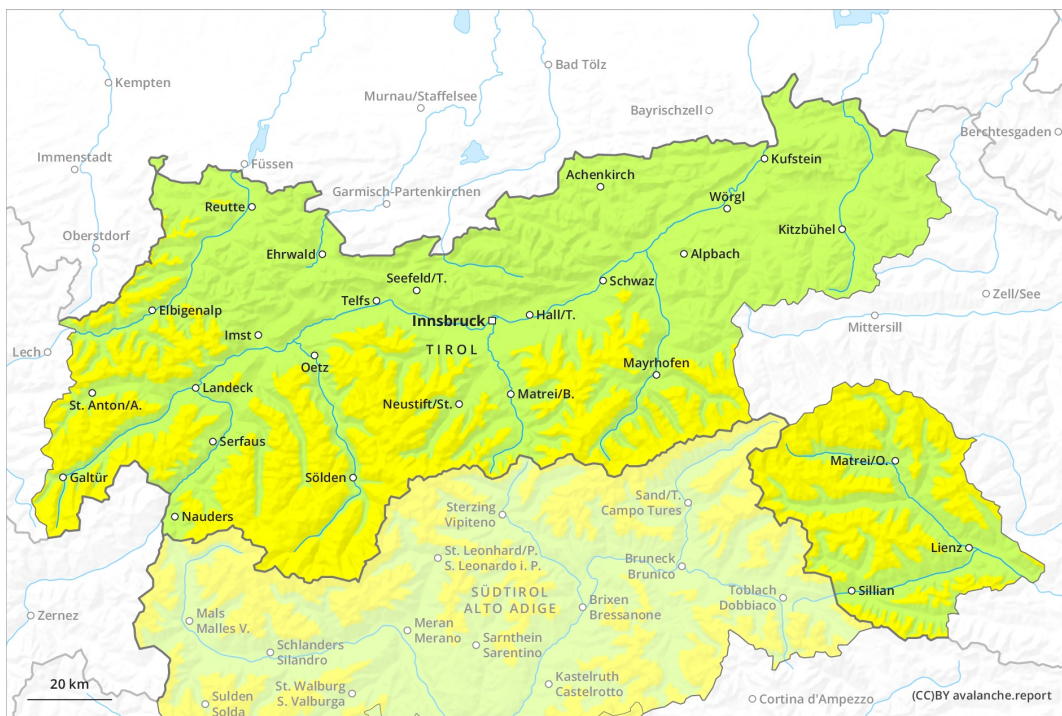 Kempten
Bad Tölz
Murnau/Staffelsee
Bayrischzell
Berchtesgaden
Immenstadt
Füssen
Kufstein
Achenkirch
Garmisch-Partenkirchen
Wörgl
Reutte
Oberstdorf
Kitzbühel
Ehrwald
Alpbach
Seefeld/T.
Schwaz
Zell/See
Telfs
Elbigenalp
Hall/T.
Innsbruck
Mittersill
Imst
Lech
TIROL
Oetz
Mayrhofen
Landeck
St. Anton/A.
Matrei/B.
Neustift/St.
Serfaus
Matrei/O.
Galtür
Sölden
Sand/T.
Campo Tures
Sterzing
Vipiteno
Nauders
Lienz
St. Leonhard/P.
S. Leonardo i. P.
Bruneck
Brunico
Sillian
SÜDTIROL
ALTO ADIGE
Toblach
Dobbiaco
Brixen
Bressanone
Zernez
Mals
Malles V.
Meran
Merano
Schlanders
Silandro
Sarnthein
Sarentino
Kastelruth
Castelrotto
20 km
St. Walburg
S. Valburga
Sulden
Solda
Cortina d'Ampezzo
(CC)BY avalanche.report